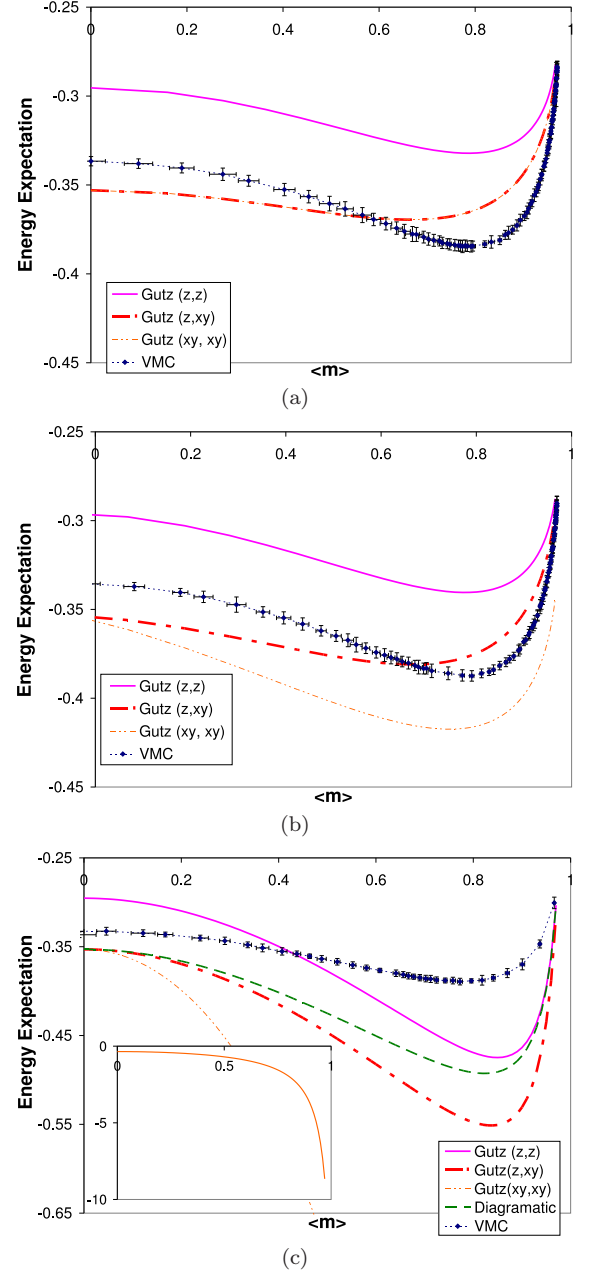 0 0.2 0.4 0.6 0.8 1
-0.25
-0.3
-0.35
-0.4
-0.45
Energy Expectation
Gutz (z,z)
Gutz (z,xy)
Gutz (xy, xy)
VMC
<m>
(a)
-0.25
0 0.2 0.4 0.6 0.8 1
-0.3
-0.35
-0.4
-0.45
Energy Expectation
Gutz (z,z)
Gutz (z,xy)
Gutz (xy, xy)
VMC
<m>
(b)
-0.25
0 0.2 0.4 0.6 0.8 1
-0.35
-0.45
-0.55
-0.65
Energy Expectation
0
0 0.5 1
-5
-10
Gutz (z,z)
Gutz(z,xy)
Gutz(xy,xy)
Diagramatic
VMC
<m>
(c)